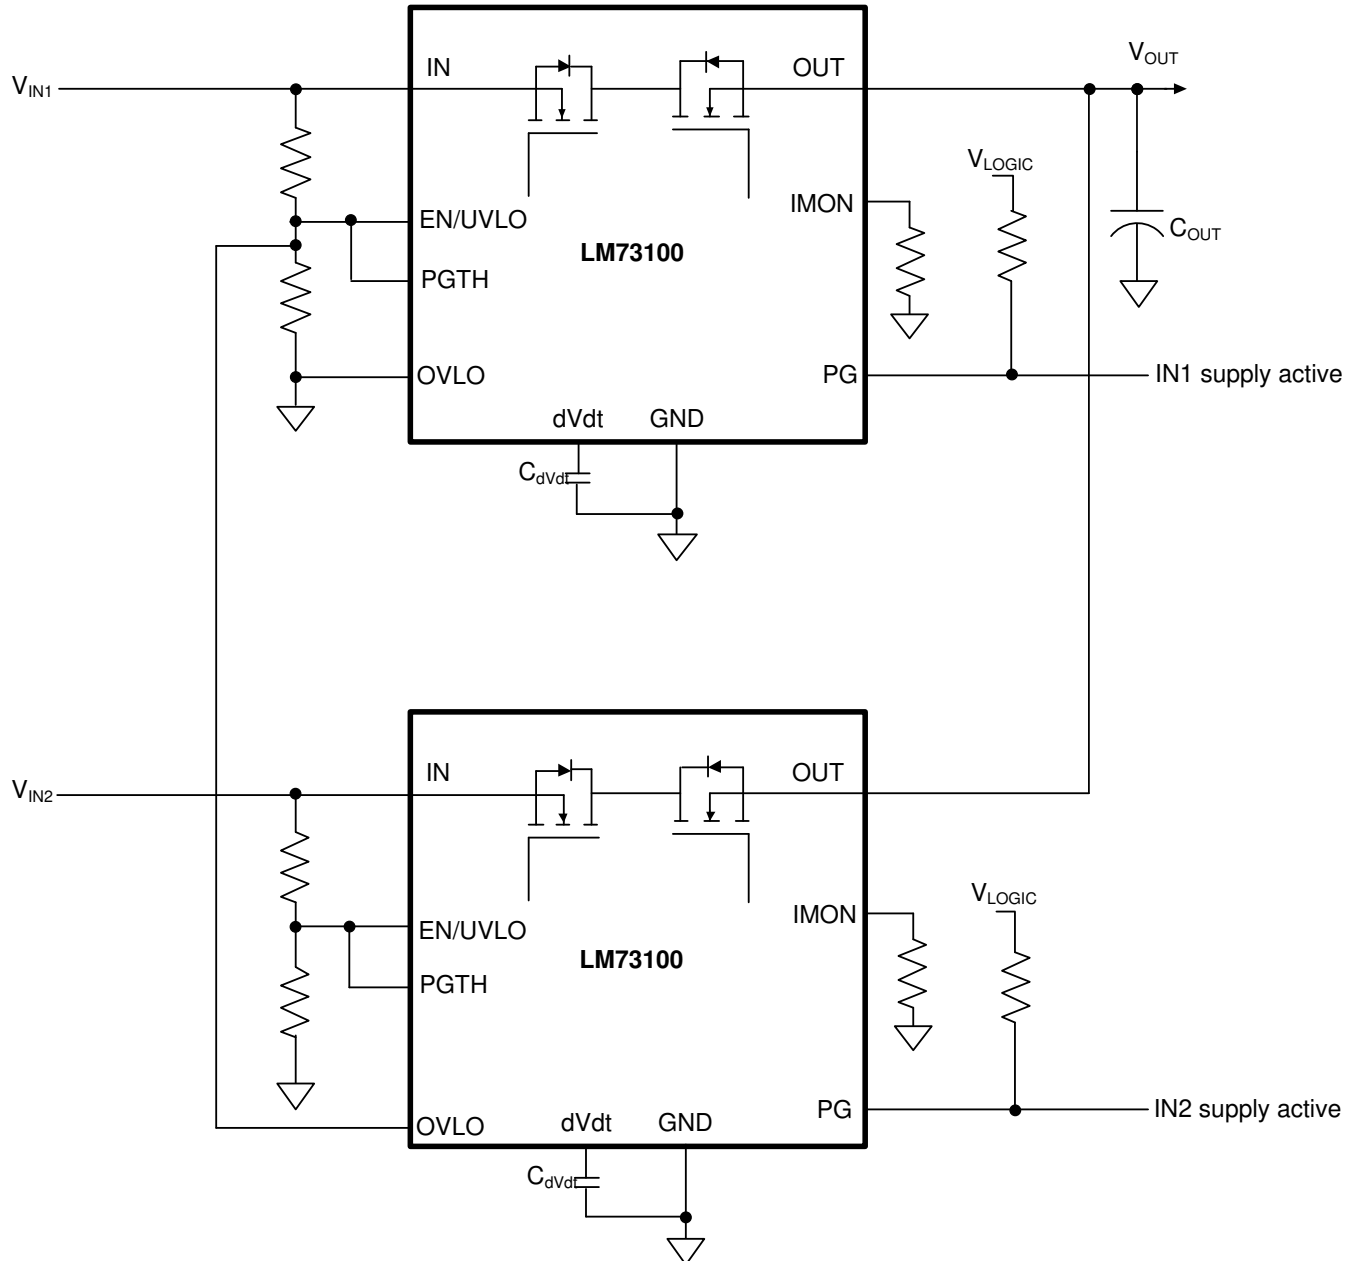 IN
OUT
V_OUT
V_IN1
V_LOGIC
IMON
EN/UVLO
C_OUT
LM73100
PGTH
OVLO
PG
IN1 supply active
dVdt
GND
C_dVdt
IN
OUT
V_IN2
V_LOGIC
IMON
EN/UVLO
LM73100
PGTH
PG
IN2 supply active
OVLO
dVdt
GND
C_dVdt